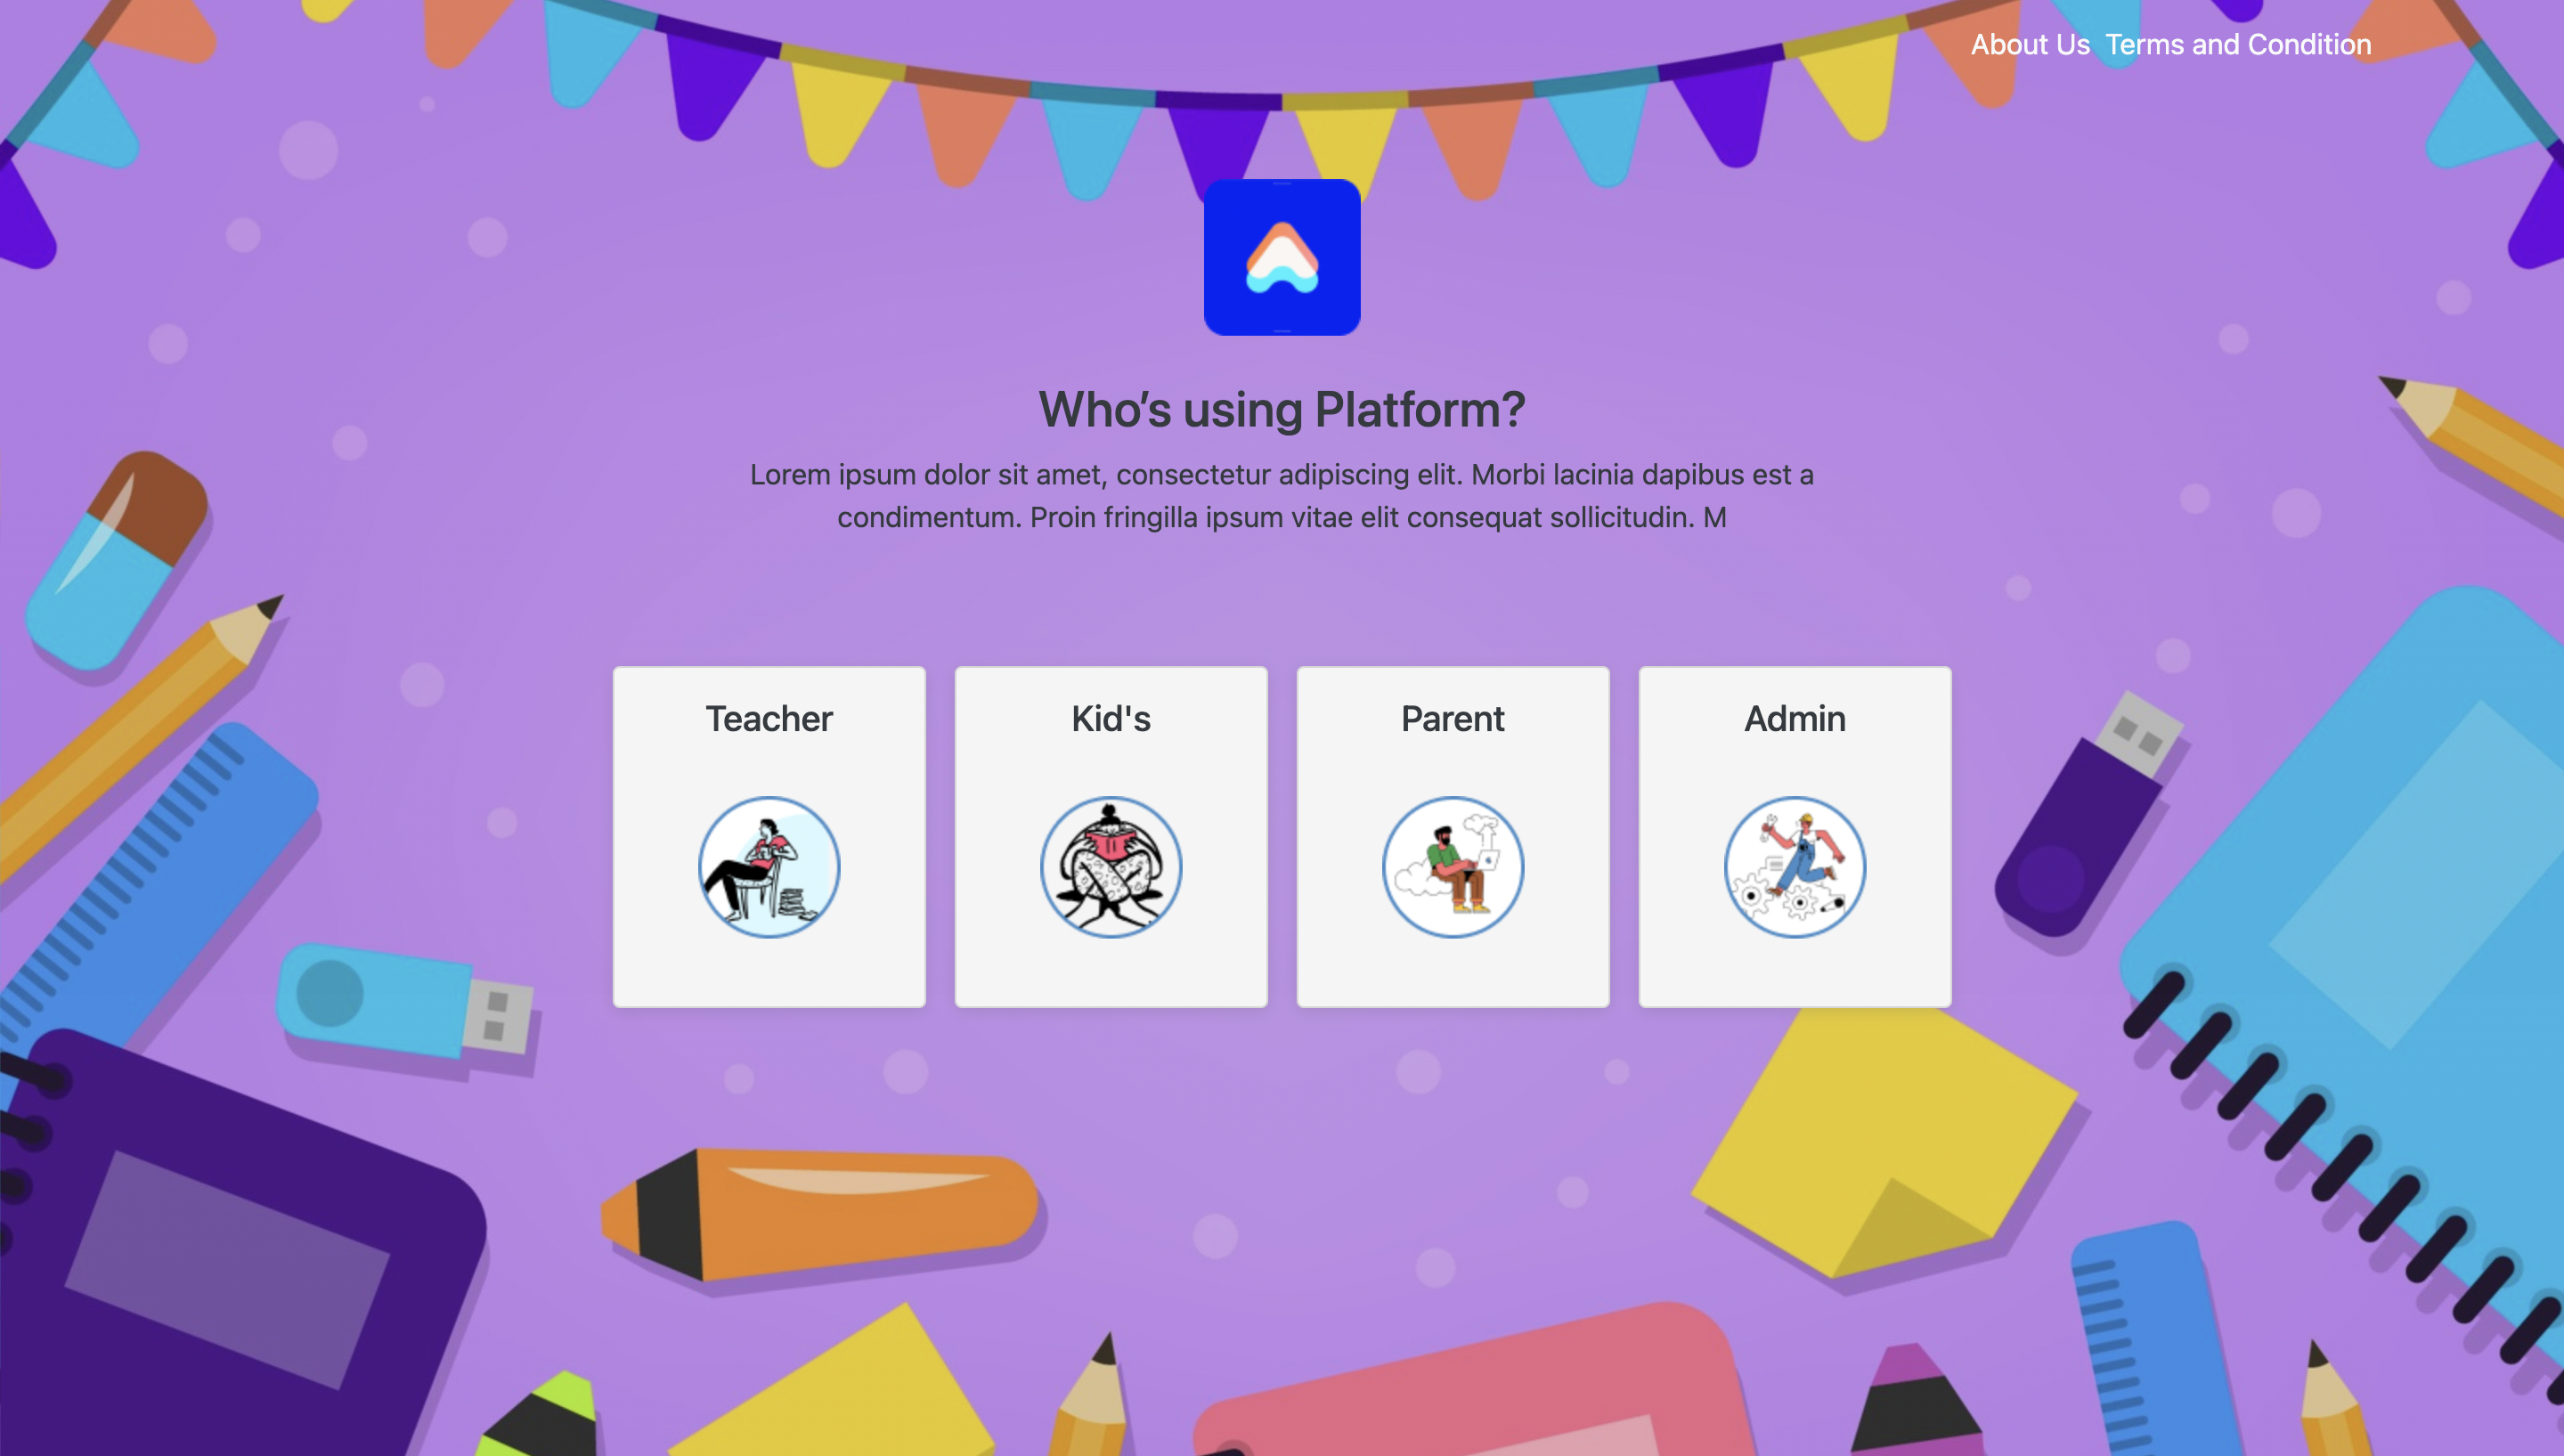 About Us Terms and Condition
Who’s using Platform?
Lorem ipsum dolor sit amet, consectetur adipiscing elit. Morbi lacinia dapibus est a
condimentum. Proin fringilla ipsum vitae elit consequat sollicitudin. M
Teacher
Kid's
Parent
Admin